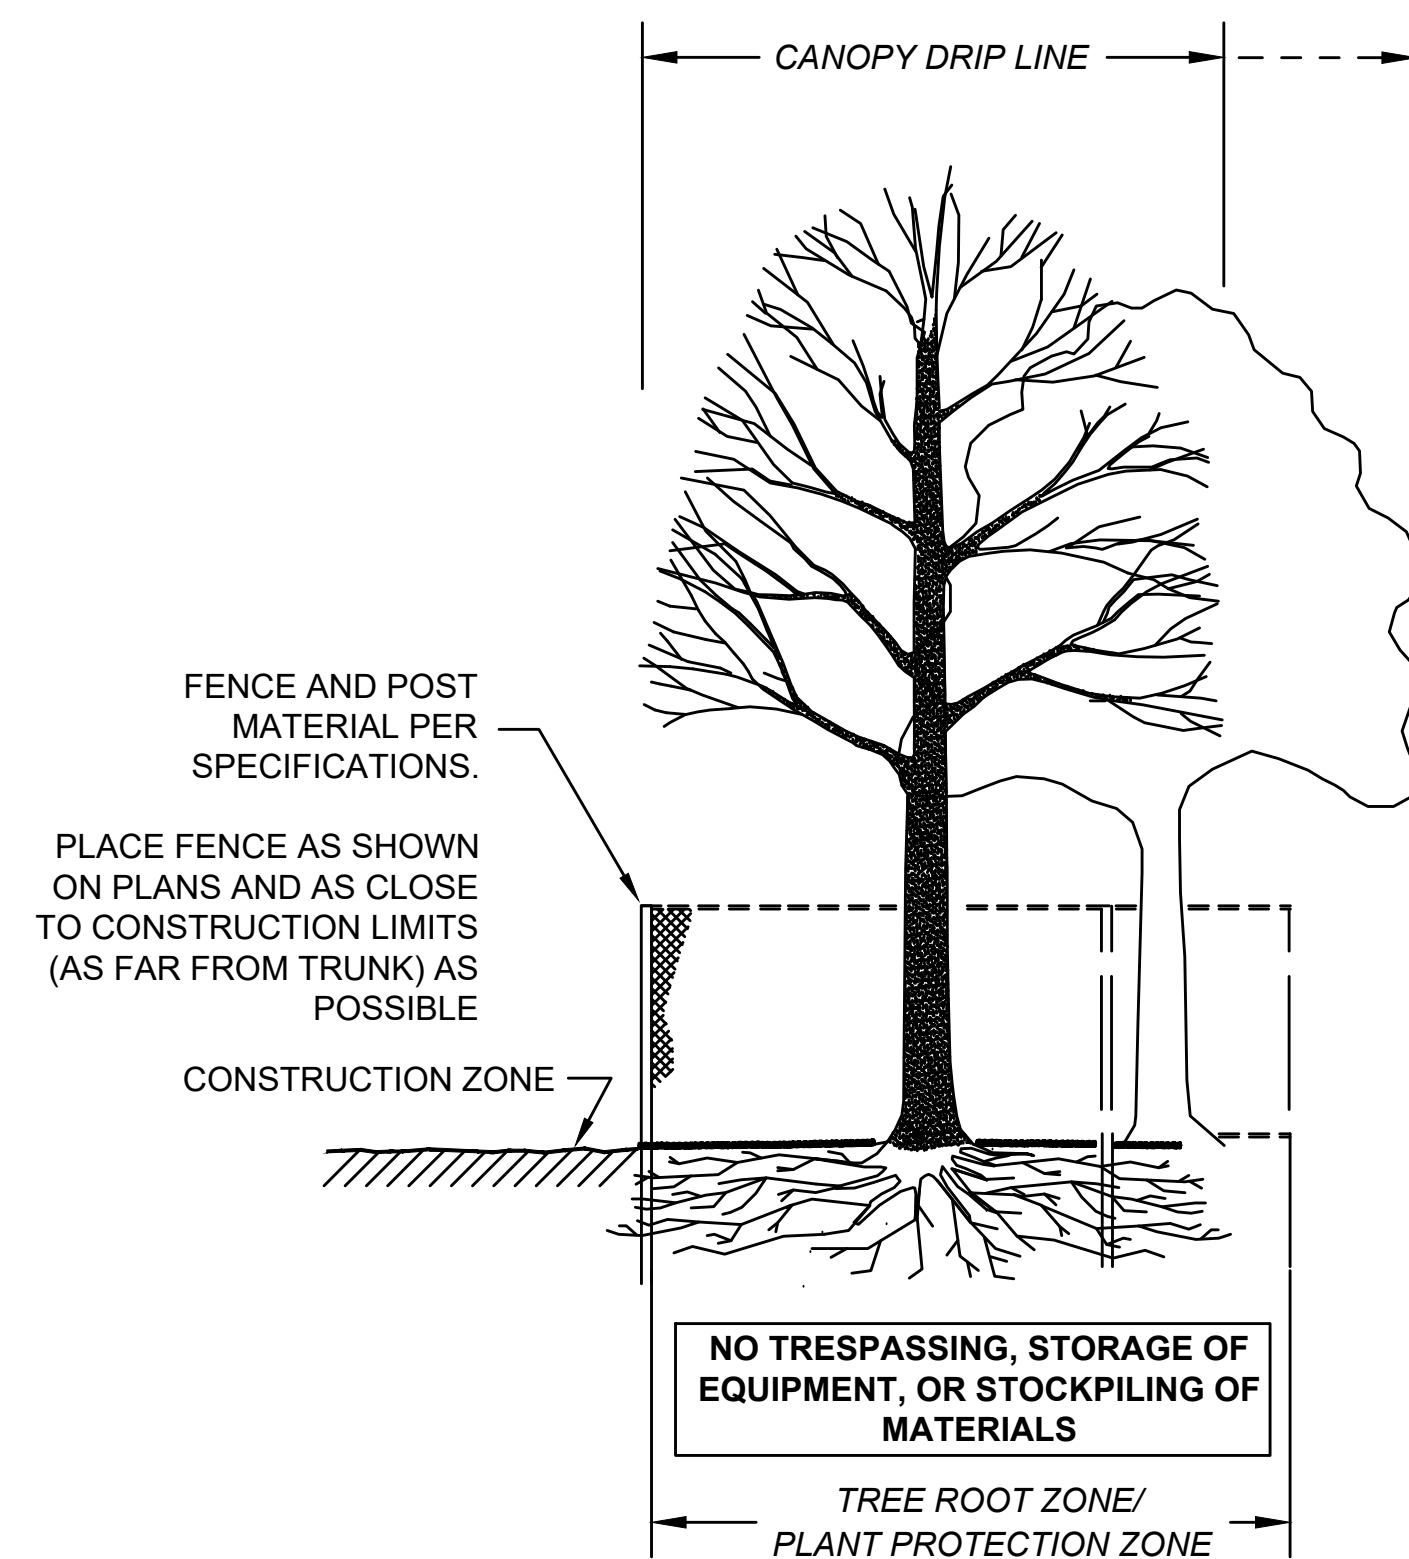 CANOPY DRIP LINE
FENCE AND POST
MATERIAL PER
SPECIFICATIONS.
PLACE FENCE AS SHOWN
ON PLANS AND AS CLOSE
TO CONSTRUCTION LIMITS
(AS FAR FROM TRUNK) AS
POSSIBLE
CONSTRUCTION ZONE
NO TRESPASSING, STORAGE OF
EQUIPMENT, OR STOCKPILING OF
MATERIALS
TREE ROOT ZONE/
PLANT PROTECTION ZONE